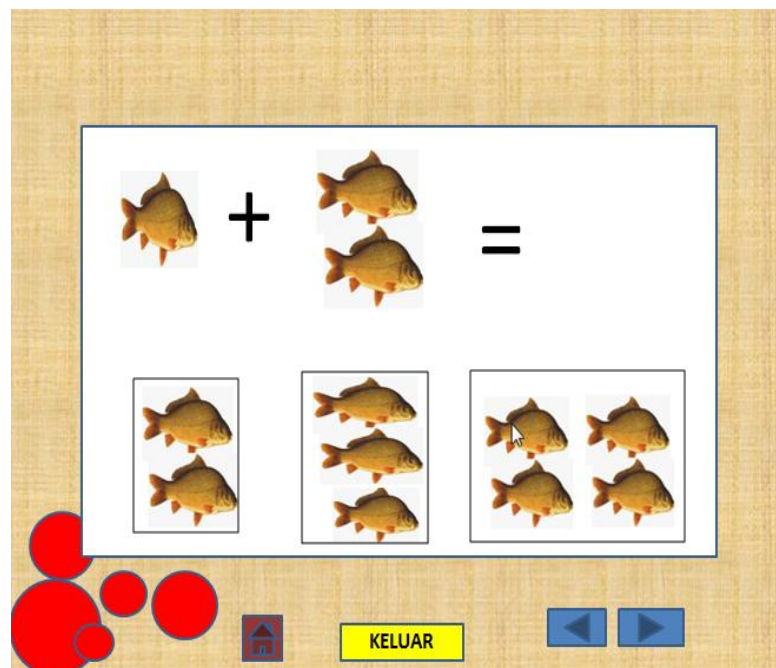 + =
KELUAR